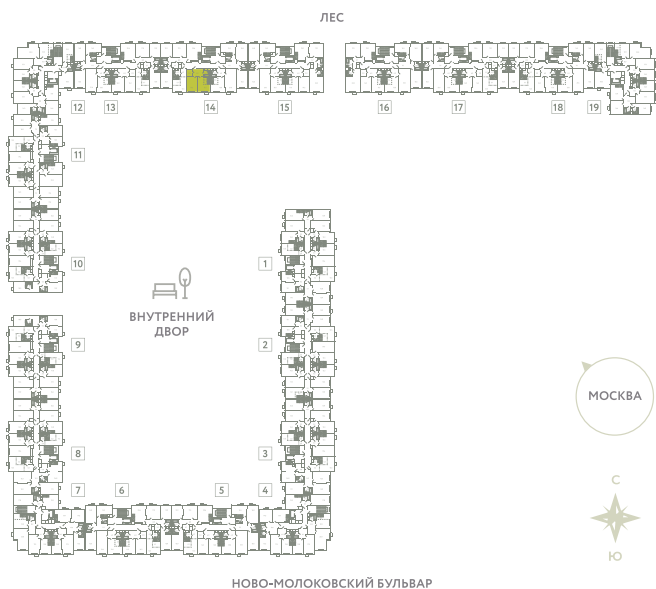 ЛЕС
12 13 14 15 16 17 18 19
11
10 1
ВНУТРЕННИЙ
ДВОР
9 2
МОСКВА
8 3
7 6 5 4
С
Ю
НОВО-МОЛОКОВСКИЙ БУЛЬВАР